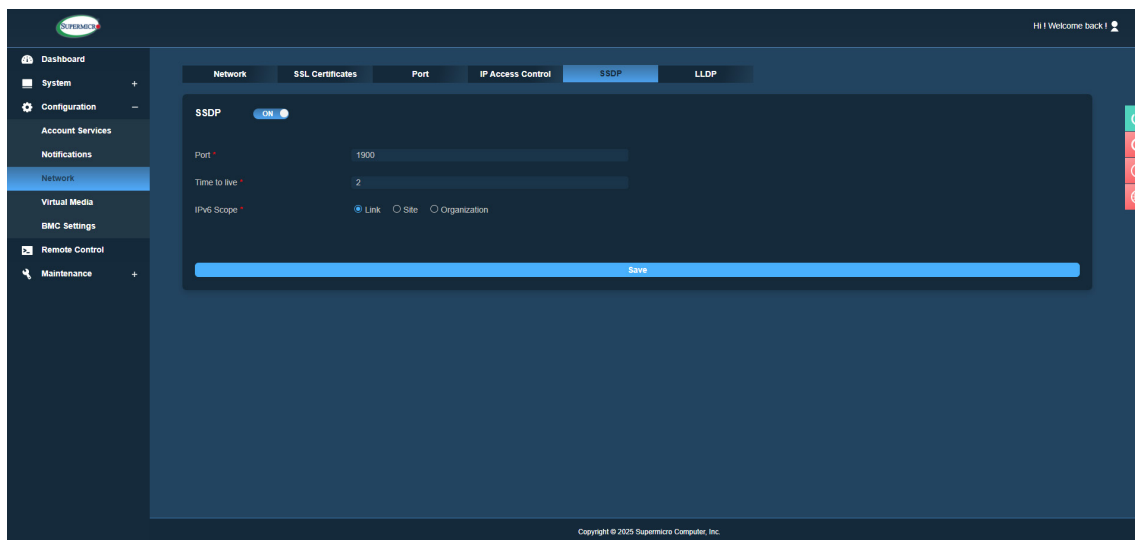 SUPERMICR
Hi ! Welcome back !
Dashboard
System +
Configuration –
Account Services
Notifications
Network
Virtual Media
BMC Settings
Remote Control
Maintenance +
Network SSL Certificates Port IP Access Control SSDP LLDP
SSDP ON
Port * 1900
Time to live * 2
IPv6 Scope * Link Site Organization
Save
Copyright © 2025 Supermicro Computer, Inc.